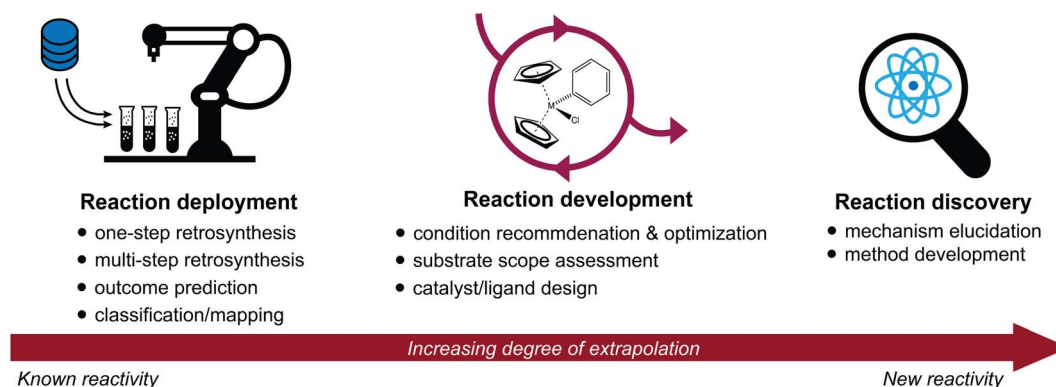 M
Cl
Reaction deployment
• one-step retrosynthesis
• multi-step retrosynthesis
• outcome prediction
• classification/mapping
Reaction development
• condition recommdenation & optimization
• substrate scope assessment
• catalyst/ligand design
Reaction discovery
• mechanism elucidation
• method development
Increasing degree of extrapolation
Known reactivity
New reactivity